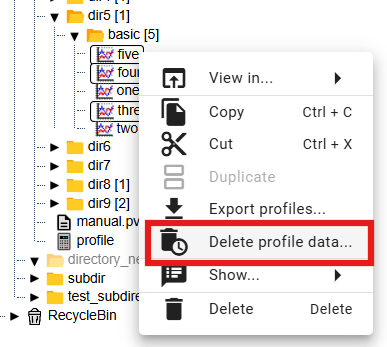 dir5 [1]
basic [5]
five
four
one
thre
two
dir6
dir7
dir8 [1]
dir9 [2]
manual.pv
profile
directory_ne
subdir
test_subdire
RecycleBin
View in...
Copy Ctrl + C
Cut Ctrl + X
Duplicate
Export profiles...
Delete profile data...
Show...
Delete Delete